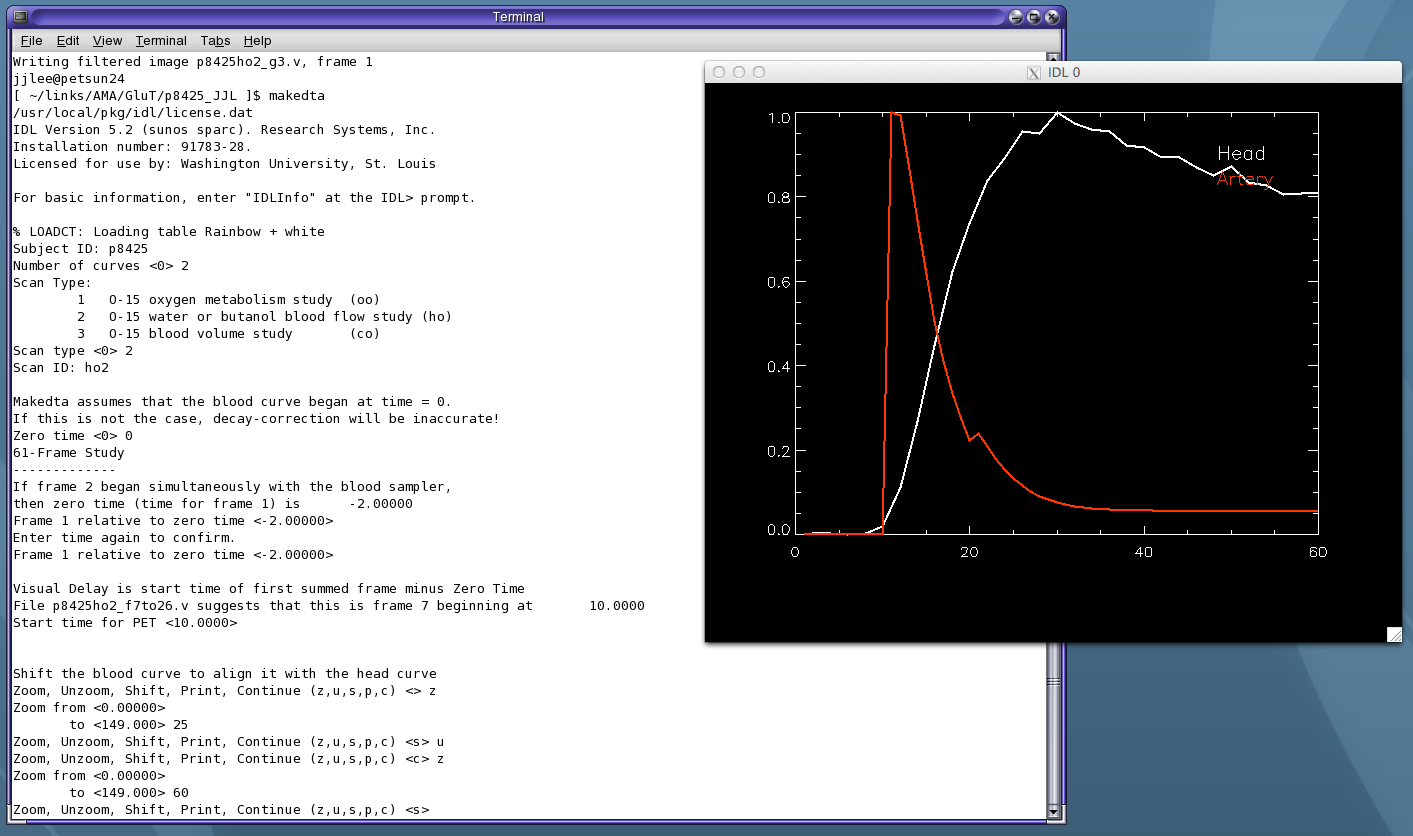 Terminal
File Edit View Terminal Tabs Help
Writing filtered image p8425ho2_g3.v, frame 1
jjlee@petsun24
[ ~/links/AMA/GluT/p8425_JJL ]$ makedta
/usr/local/pkg/idl/license.dat
IDL Version 5.2 (sunos sparc). Research Systems, Inc.
Installation number: 91783-28.
Licensed for use by: Washington University, St. Louis
For basic information, enter "IDLInfo" at the IDL> prompt.
% LOADCT: Loading table Rainbow + white
Subject ID: p8425
Number of curves <0> 2
Scan Type:
1   O-15 oxygen metabolism study  (oo)
2   O-15 water or butanol blood flow study (ho)
3   O-15 blood volume study       (co)
Scan type <0> 2
Scan ID: ho2
Makedta assumes that the blood curve began at time = 0.
If this is not the case, decay-correction will be inaccurate!
Zero time <0> 0
61-Frame Study
-------------
If frame 2 began simultaneously with the blood sampler,
then zero time (time for frame 1) is      -2.00000
Frame 1 relative to zero time <-2.00000>
Enter time again to confirm.
Frame 1 relative to zero time <-2.00000>
Visual Delay is start time of first summed frame minus Zero Time
File p8425ho2_f7to26.v suggests that this is frame 7 beginning at       10.0000
Start time for PET <10.0000>
Shift the blood curve to align it with the head curve
Zoom, Unzoom, Shift, Print, Continue (z,u,s,p,c) <> z
Zoom from <0.00000>
to <149.000> 25
Zoom, Unzoom, Shift, Print, Continue (z,u,s,p,c) <s> u
Zoom, Unzoom, Shift, Print, Continue (z,u,s,p,c) <c> z
Zoom from <0.00000>
to <149.000> 60
Zoom, Unzoom, Shift, Print, Continue (z,u,s,p,c) <s>
IDL 0
1.0
0.8
0.6
0.4
0.2
0.0
0 20 40 60
Head
Artery